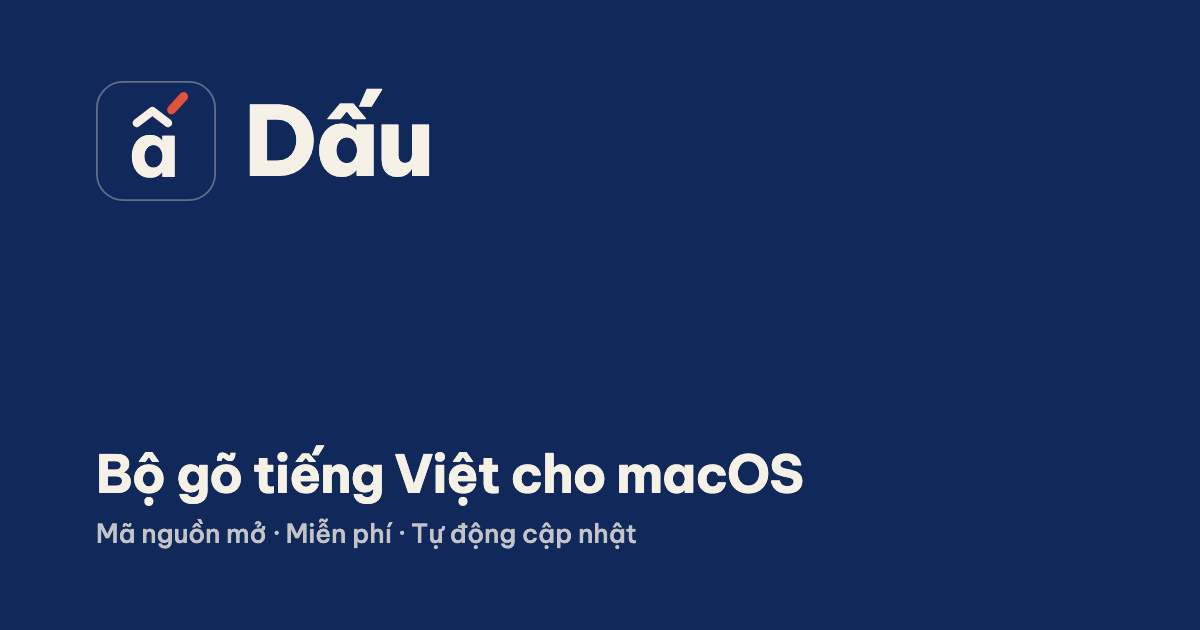 ấ Dấu
Bộ gõ tiếng Việt cho macOS
Mã nguồn mở · Miễn phí · Tự động cập nhật